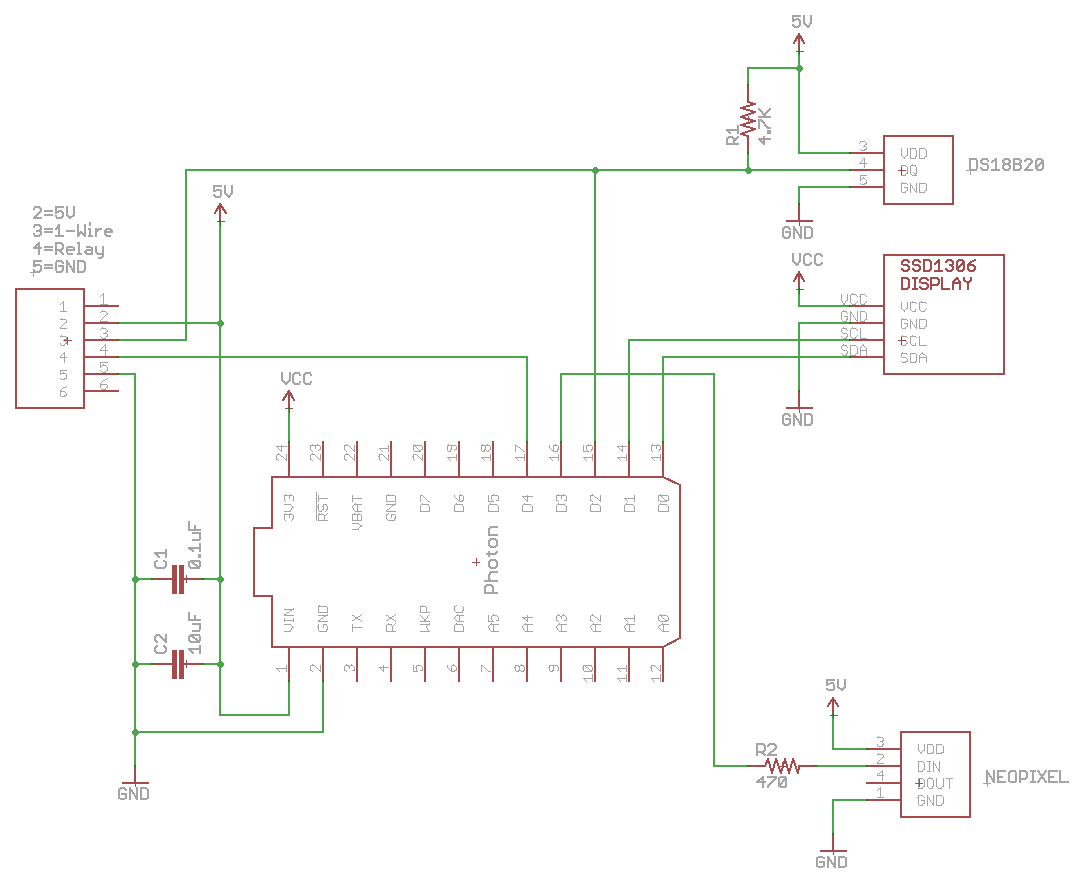 5V
R1
4.7K
3
VDD
4
DQ
5
GND
DS18B20
GND
5V
2=5V
3=1-Wire
4=Relay
5=GND
1
1
2
2
3
3
4
4
5
5
6
6
VCC
SSD1306
DISPLAY
VCC
VCC
GND
GND
SCL
SCL
SDA
SDA
GND
VCC
24
23
22
21
20
19
18
17
16
15
14
13
3V3
RST
VBAT
GND
D7
D6
D5
D4
D3
D2
D1
D0
Photon
C1
0.1uF
C2
10uF
VIN
GND
TX
RX
WKP
DAC
A5
A4
A3
A2
A1
A0
1
2
3
4
5
6
7
8
9
10
11
12
GND
5V
R2
470
3
VDD
2
DIN
4
DOUT
1
GND
NEOPIXEL
GND